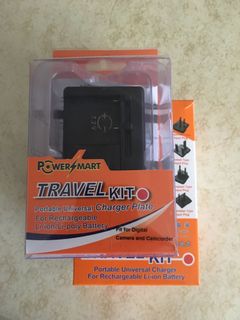 POWERSMART
TRAVEL KIT
Portable Universal Charger Plate
For Rechargeable
Li-ion/Li-poly Battery
Fit for Digital
Camera and Camcorder
KIT
Portable Universal Charger
For Rechargeable Li-ion Battery